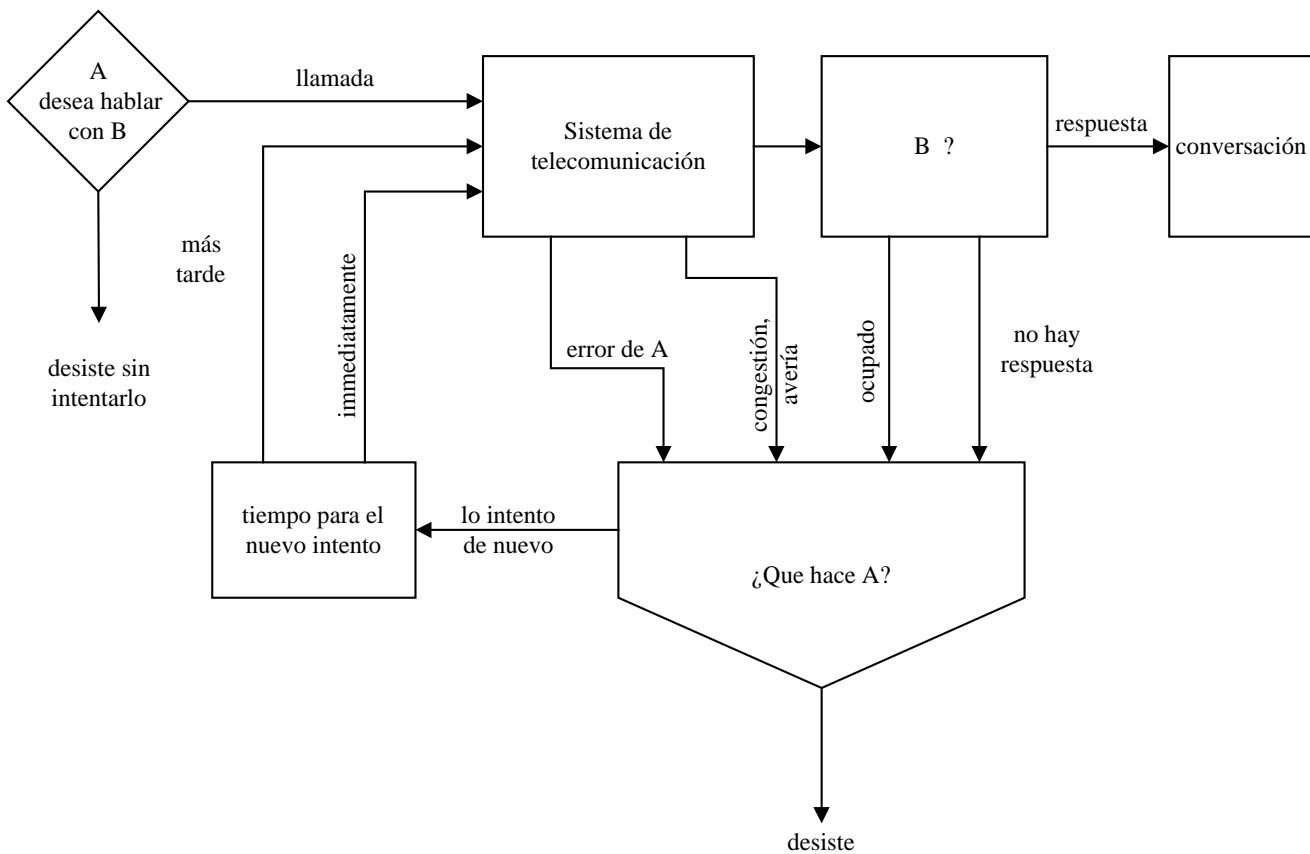 A
desea hablar
con B
llamada
Sistema de
telecomunicación
B ?
respuesta
conversación
más
tarde
immediatamente
desiste sin
intentarlo
error de A
congestión,
avería
ocupado
no hay
respuesta
tiempo para el
nuevo intento
lo intento
de nuevo
¿Que hace A?
desiste